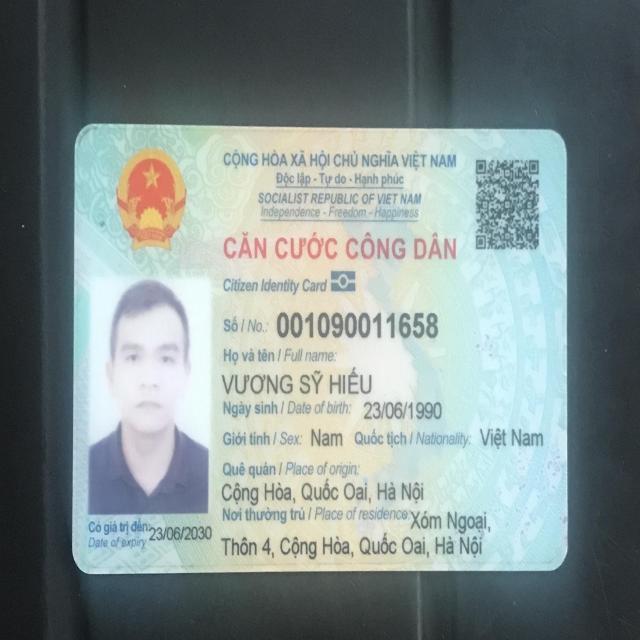 CỘNG HÒA XÃ HỘI CHỦ NGHĨA VIỆT NAM
Độc lập - Tự do - Hạnh phúc
SOCIALIST REPUBLIC OF VIET NAM
Independence - Freedom - Happiness
CĂN CƯỚC CÔNG DÂN
Citizen Identity Card
Số / No.: 001090011658
Họ và tên / Full name:
VƯƠNG SỸ HIẾU
Ngày sinh / Date of birth: 23/06/1990
Giới tính / Sex: Nam Quốc tịch / Nationality: Việt Nam
Quê quán / Place of origin:
Cộng Hòa, Quốc Oai, Hà Nội
Nơi thường trú / Place of residence: Xóm Ngoại,
Thôn 4, Cộng Hòa, Quốc Oai, Hà Nội
Có giá trị đến: 23/06/2030
Date of expiry